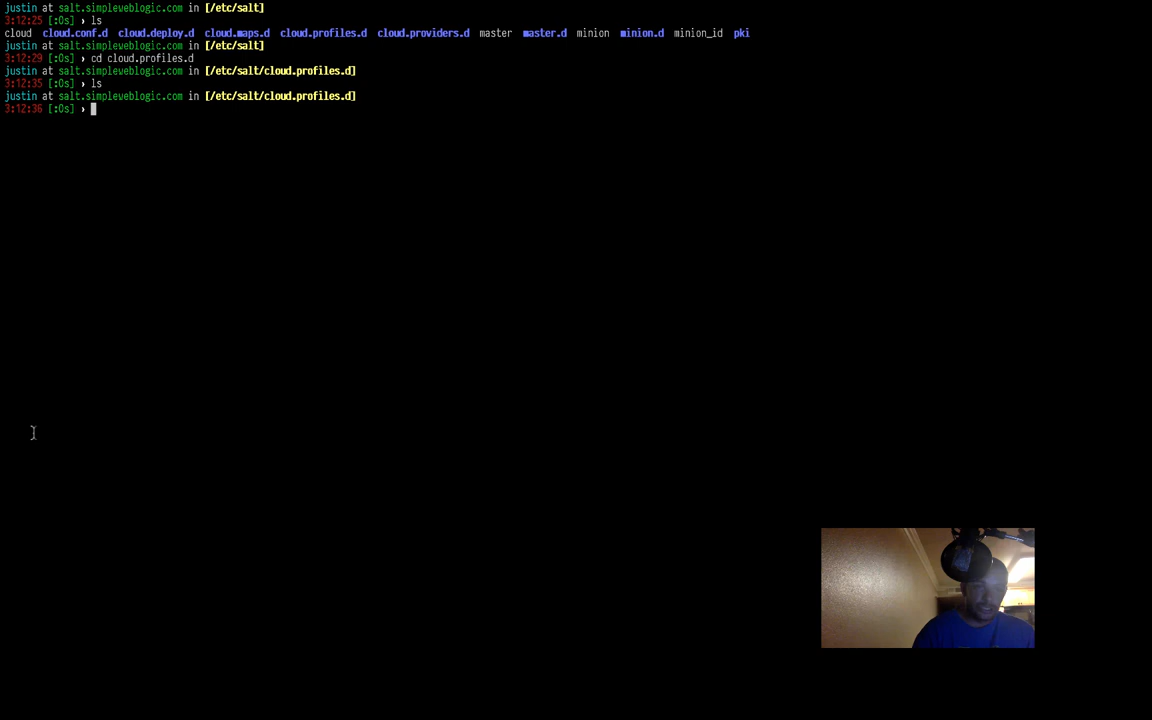 justin at salt.simpleweblogic.com in [/etc/salt]
3:12:25 [:0s] › ls
cloud cloud.conf.d cloud.deploy.d cloud.maps.d cloud.profiles.d cloud.providers.d master master.d minion minion.d minion_id pki
justin at salt.simpleweblogic.com in [/etc/salt]
3:12:29 [:0s] › cd cloud.profiles.d
justin at salt.simpleweblogic.com in [/etc/salt/cloud.profiles.d]
3:12:35 [:0s] › ls
justin at salt.simpleweblogic.com in [/etc/salt/cloud.profiles.d]
3:12:36 [:0s] ›